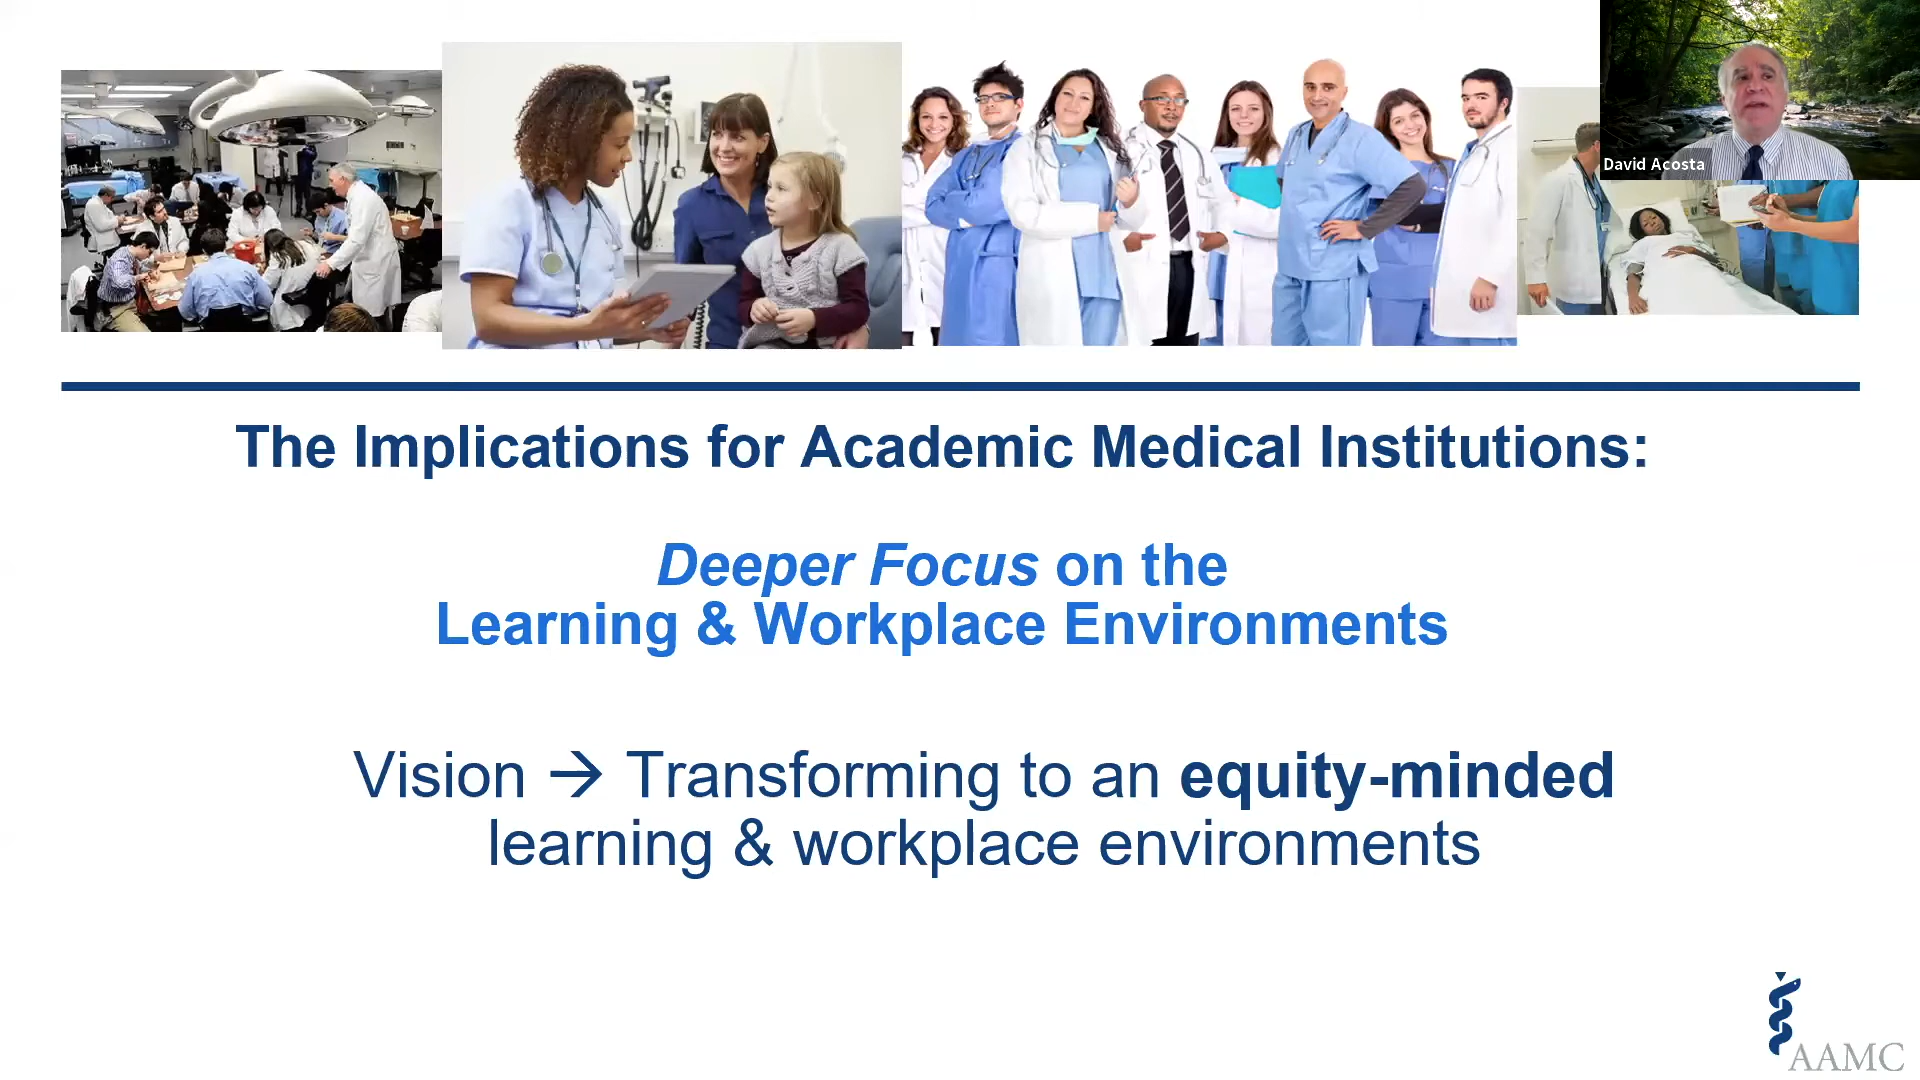 David Acosta
The Implications for Academic Medical Institutions:
Deeper Focus on the
Learning & Workplace Environments
Vision → Transforming to an equity-minded
learning & workplace environments
AAMC